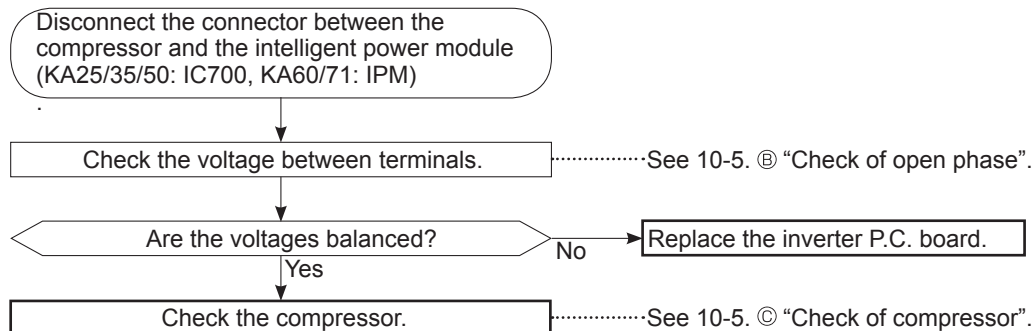 Disconnect the connector between the
compressor and the intelligent power module
(KA25/35/50: IC700, KA60/71: IPM)
.
Check the voltage between terminals.
See 10-5. Ⓑ “Check of open phase”.
Are the voltages balanced?
No
Replace the inverter P.C. board.
Yes
Check the compressor.
See 10-5. Ⓒ “Check of compressor”.